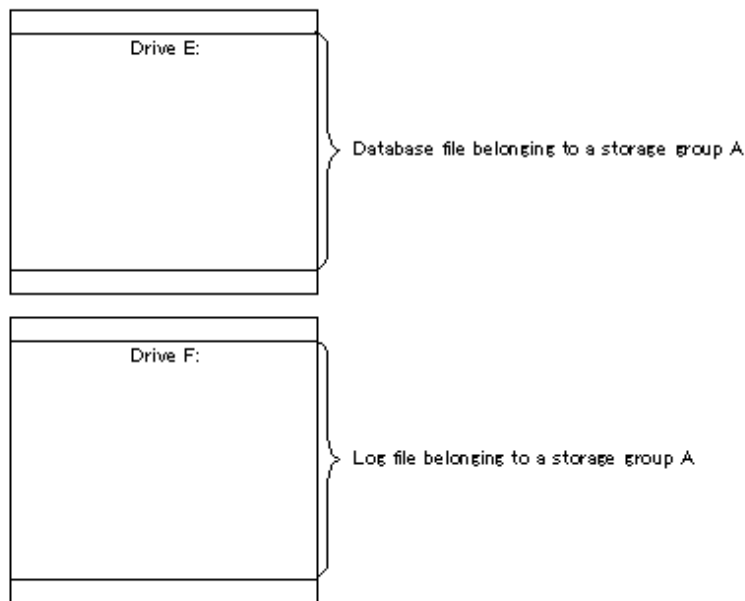 Drive E:
Database file belonging to a storage group A
Drive F:
Log file belonging to a storage group A